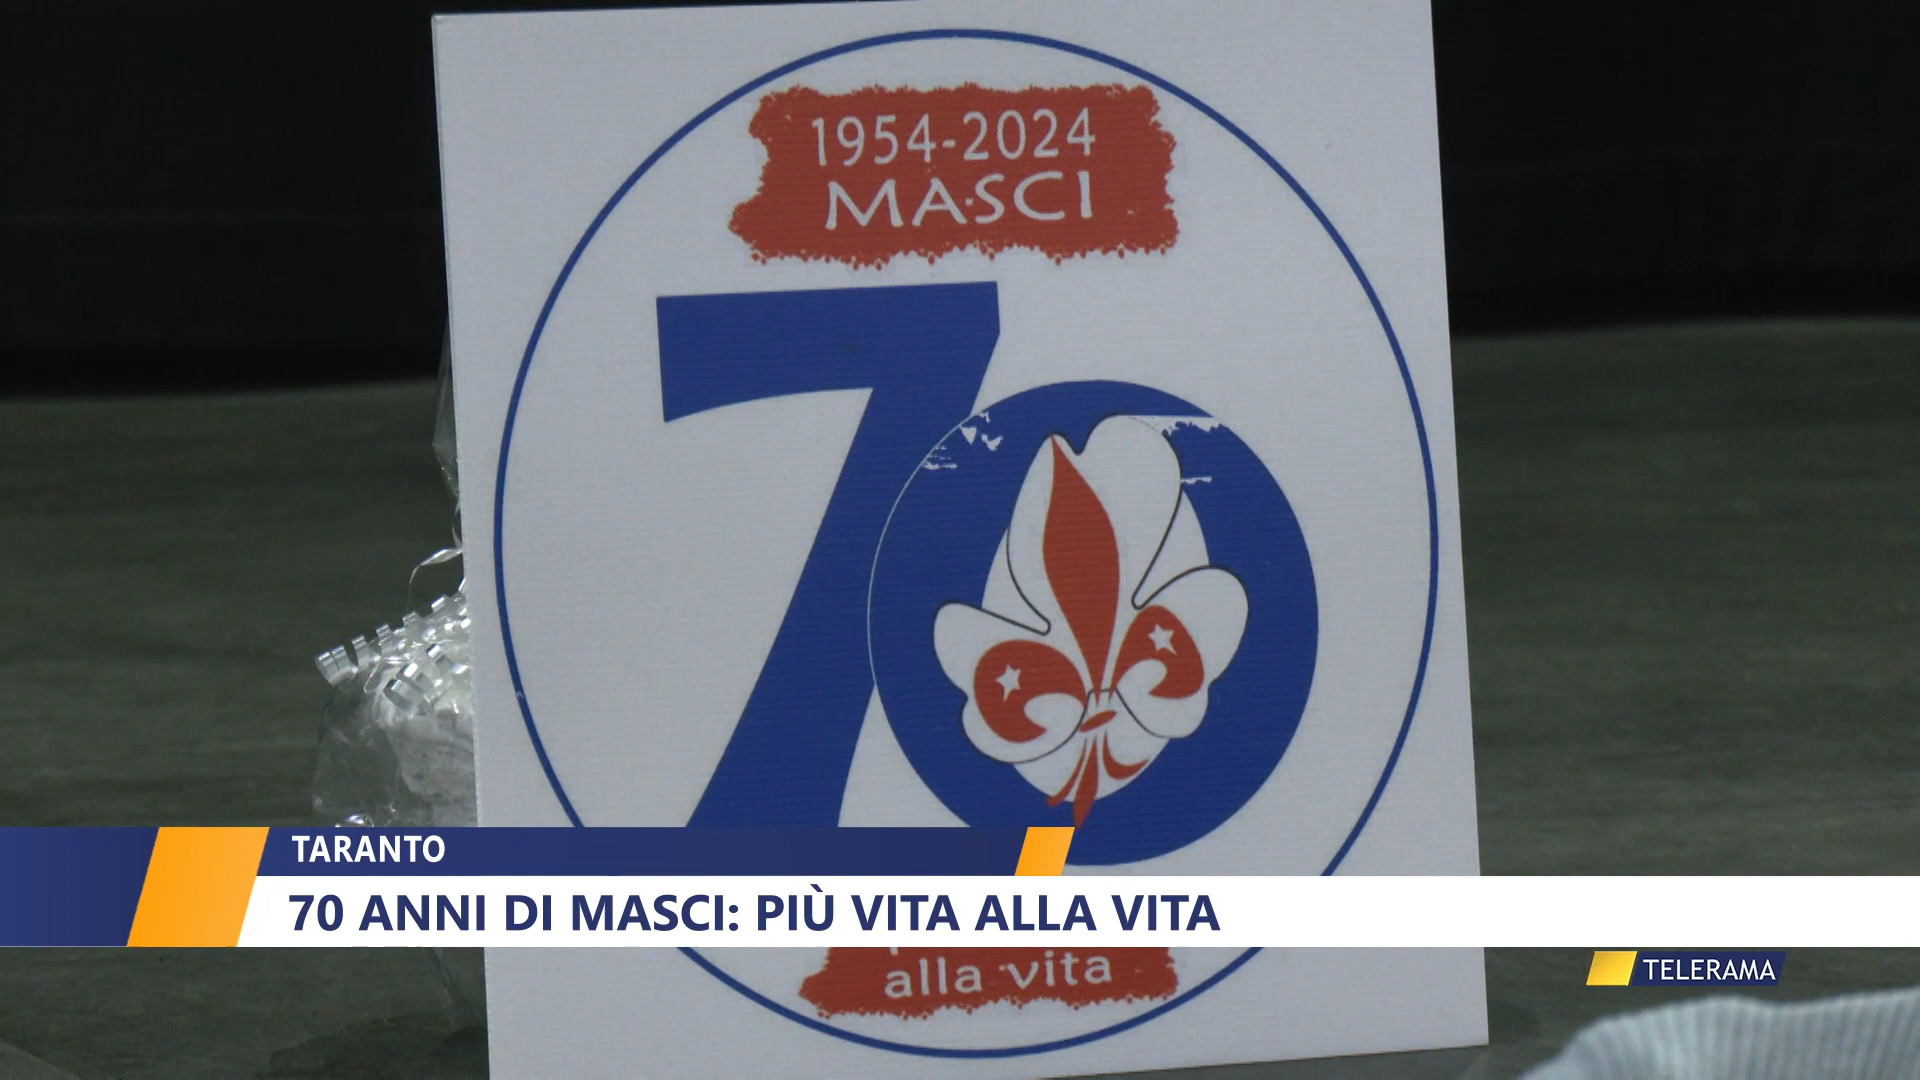 1954-2024
MASCI
70
TARANTO
70 ANNI DI MASCI: PIÙ VITA ALLA VITA
alla vita
TELERAMA